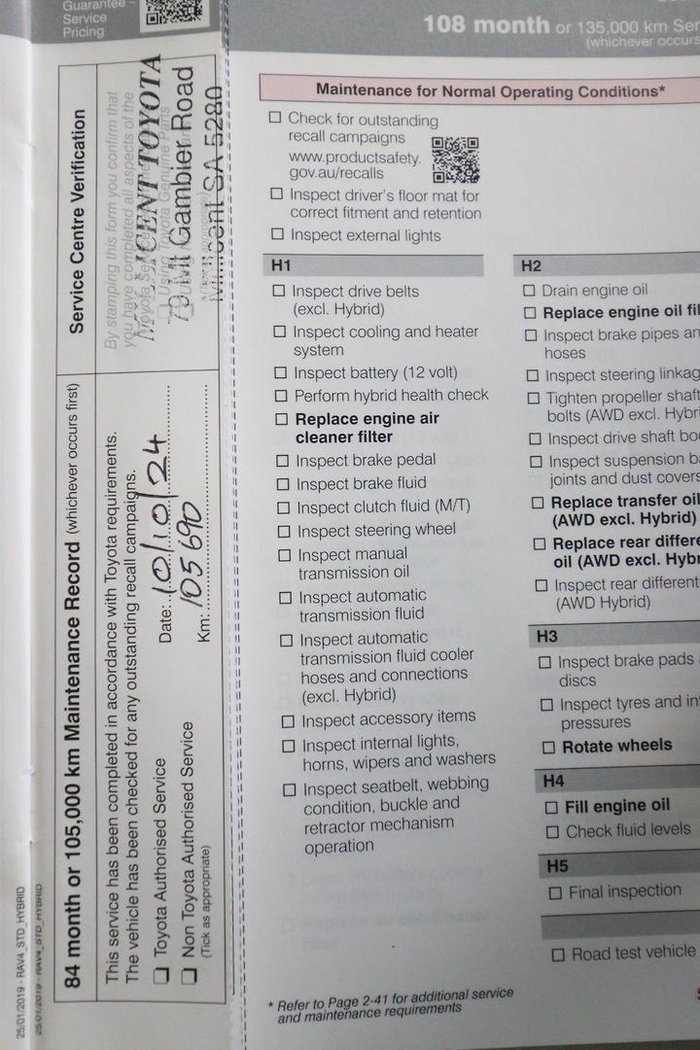 Guarantee -
Service
Pricing
25/01/2019 - RAV4_STD_HYBRID
25/01/2019 - RAV4_STD_HYBRID
84 month or 105,000 km Maintenance Record (whichever occurs first)
This service has been completed in accordance with Toyota requirements.
The vehicle has been checked for any outstanding recall campaigns.
❑ Toyota Authorised Service
❑ Non Toyota Authorised Service
(Tick as appropriate)
Date: 10/10/24
Km: 105690
Service Centre Verification
By stamping this form you confirm that
you have completed all aspects of the
MILLICENT TOYOTA
Mt Gambier Road
Millicent SA 5280
108 month or 135,000 km Ser
(whichever occurs
Maintenance for Normal Operating Conditions*
☐ Check for outstanding
recall campaigns
www.productsafety.
gov.au/recalls
☐ Inspect driver's floor mat for
correct fitment and retention
☐ Inspect external lights
H1
☐ Inspect drive belts
(excl. Hybrid)
☐ Inspect cooling and heater
system
☐ Inspect battery (12 volt)
☐ Perform hybrid health check
☐ Replace engine air
cleaner filter
☐ Inspect brake pedal
☐ Inspect brake fluid
☐ Inspect clutch fluid (M/T)
☐ Inspect steering wheel
☐ Inspect manual
transmission oil
☐ Inspect automatic
transmission fluid
☐ Inspect automatic
transmission fluid cooler
hoses and connections
(excl. Hybrid)
☐ Inspect accessory items
☐ Inspect internal lights,
horns, wipers and washers
☐ Inspect seatbelt, webbing
condition, buckle and
retractor mechanism
operation
* Refer to Page 2-41 for additional service
and maintenance requirements
H2
☐ Drain engine oil
☐ Replace engine oil fil
☐ Inspect brake pipes an
hoses
☐ Inspect steering linkag
☐ Tighten propeller shaft
bolts (AWD excl. Hybr
☐ Inspect drive shaft bo
☐ Inspect suspension b
joints and dust covers
☐ Replace transfer oil
(AWD excl. Hybrid)
☐ Replace rear differe
oil (AWD excl. Hybr
☐ Inspect rear different
(AWD Hybrid)
H3
☐ Inspect brake pads
discs
☐ Inspect tyres and in
pressures
☐ Rotate wheels
H4
☐ Fill engine oil
☐ Check fluid levels
H5
☐ Final inspection
☐ Road test vehicle